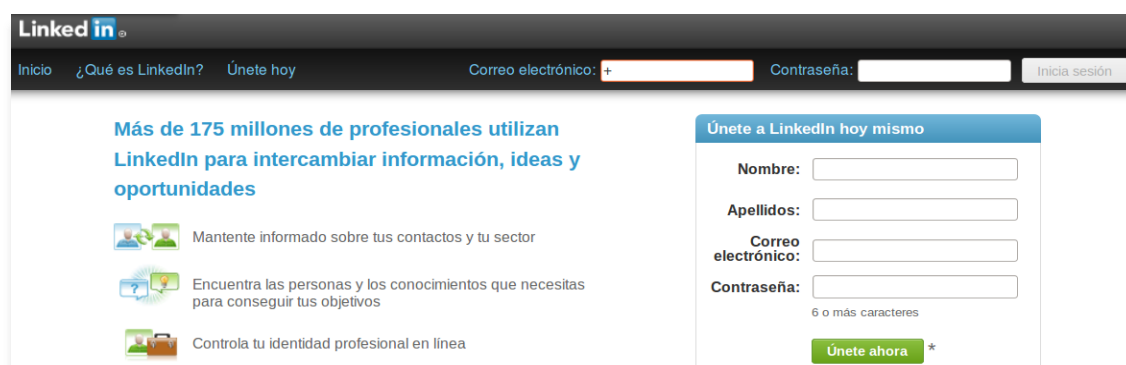 Linked in ®
Inicio ¿Qué es LinkedIn? Únete hoy Correo electrónico: + Contraseña: Inicia sesión
Más de 175 millones de profesionales utilizan
LinkedIn para intercambiar información, ideas y
oportunidades
Mantente informado sobre tus contactos y tu sector
Encuentra las personas y los conocimientos que necesitas
para conseguir tus objetivos
Controla tu identidad profesional en línea
Únete a LinkedIn hoy mismo
Nombre:
Apellidos:
Correo
electrónico:
Contraseña:
6 o más caracteres
Únete ahora *